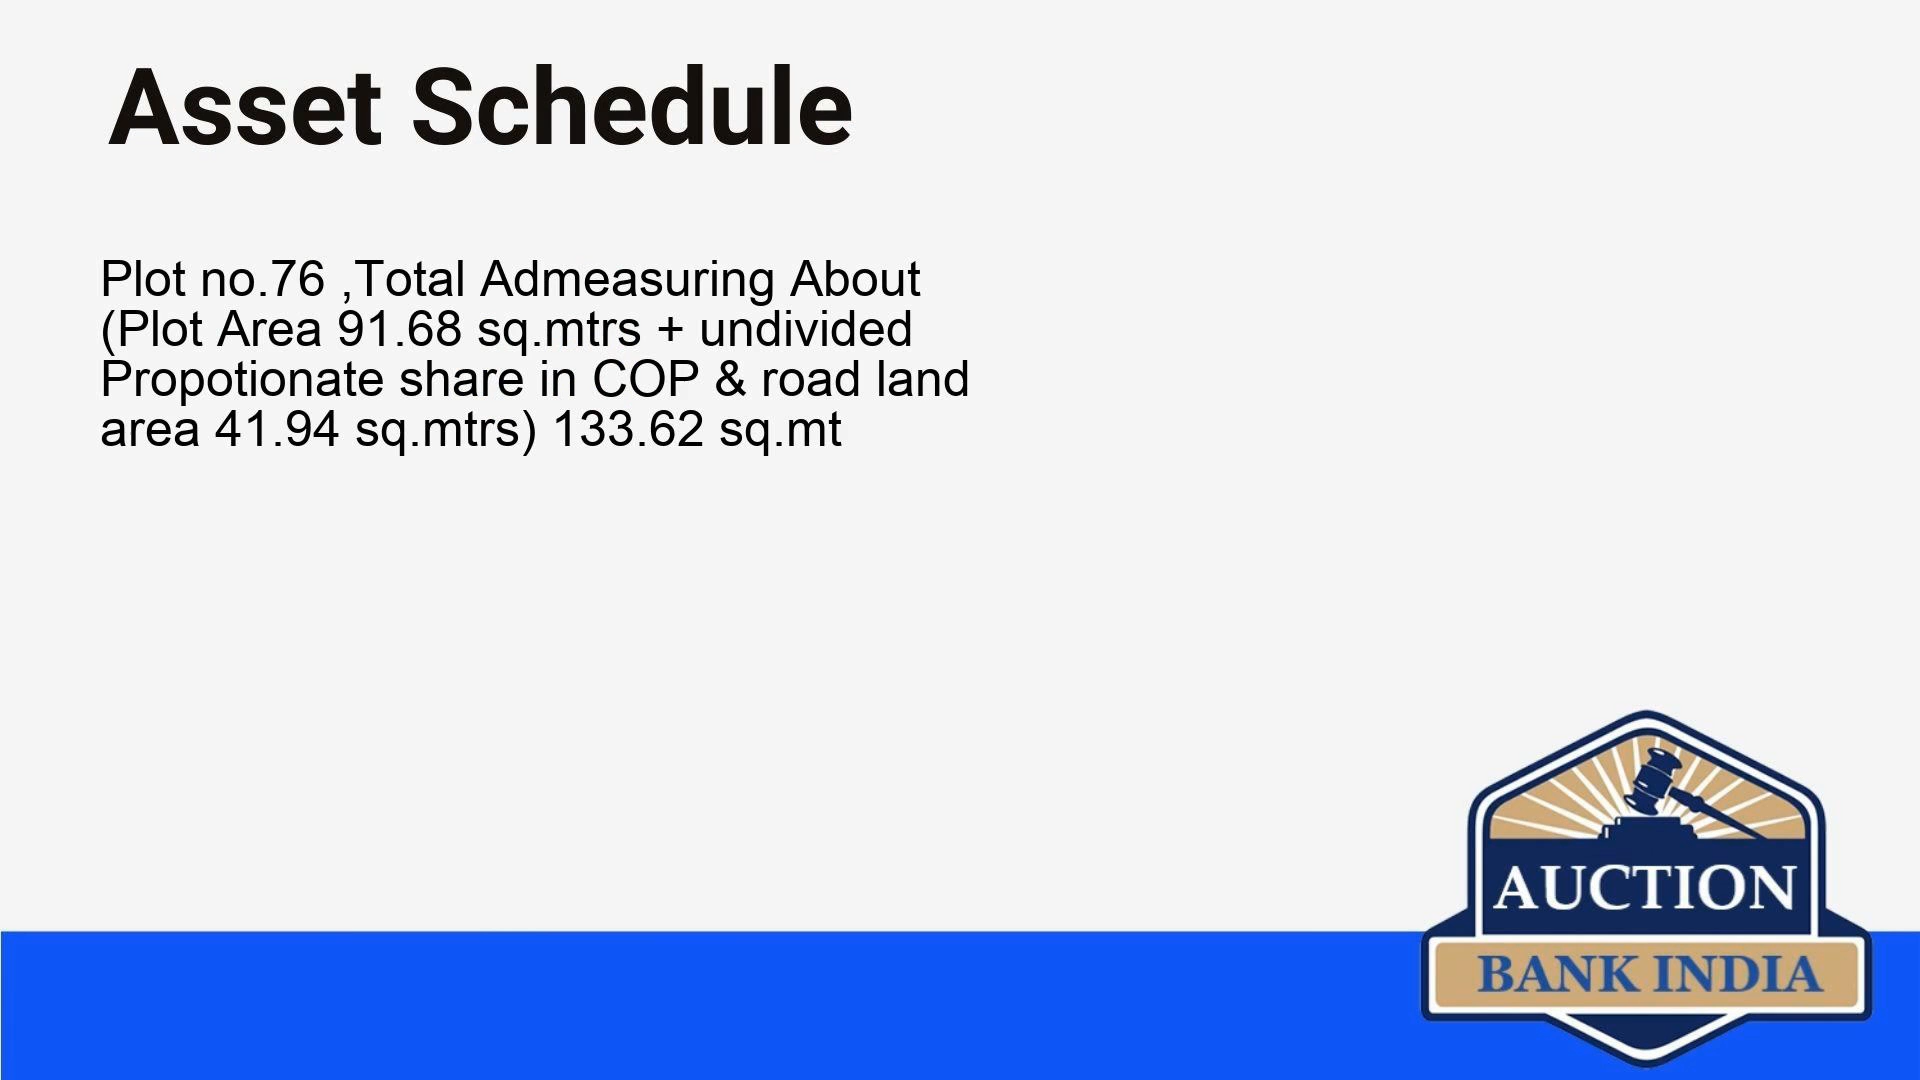 Asset Schedule
Plot no.76 ,Total Admeasuring About
(Plot Area 91.68 sq.mtrs + undivided
Propotionate share in COP & road land
area 41.94 sq.mtrs) 133.62 sq.mt
AUCTION
BANK INDIA